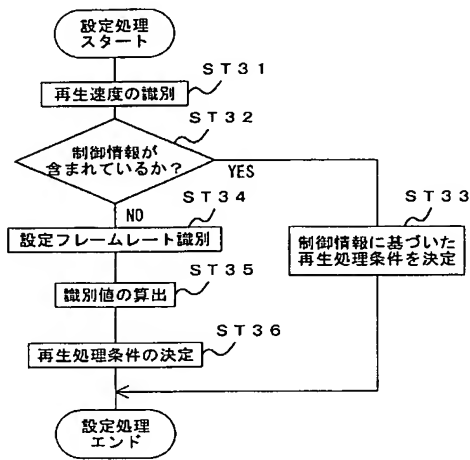 設定処理
スタート
ST31
再生速度の識別
ST32
制御情報が
含まれているか？
YES
NO
ST34
設定フレームレート識別
ST33
制御情報に基づいた
再生処理条件を決定
ST35
識別値の算出
ST36
再生処理条件の決定
設定処理
エンド